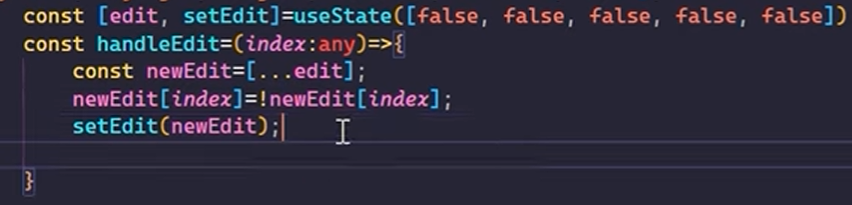 const [edit, setEdit]=useState([false, false, false, false, false])
const handleEdit=(index:any)=>{
const newEdit=[...edit];
newEdit[index]=!newEdit[index];
setEdit(newEdit);
}